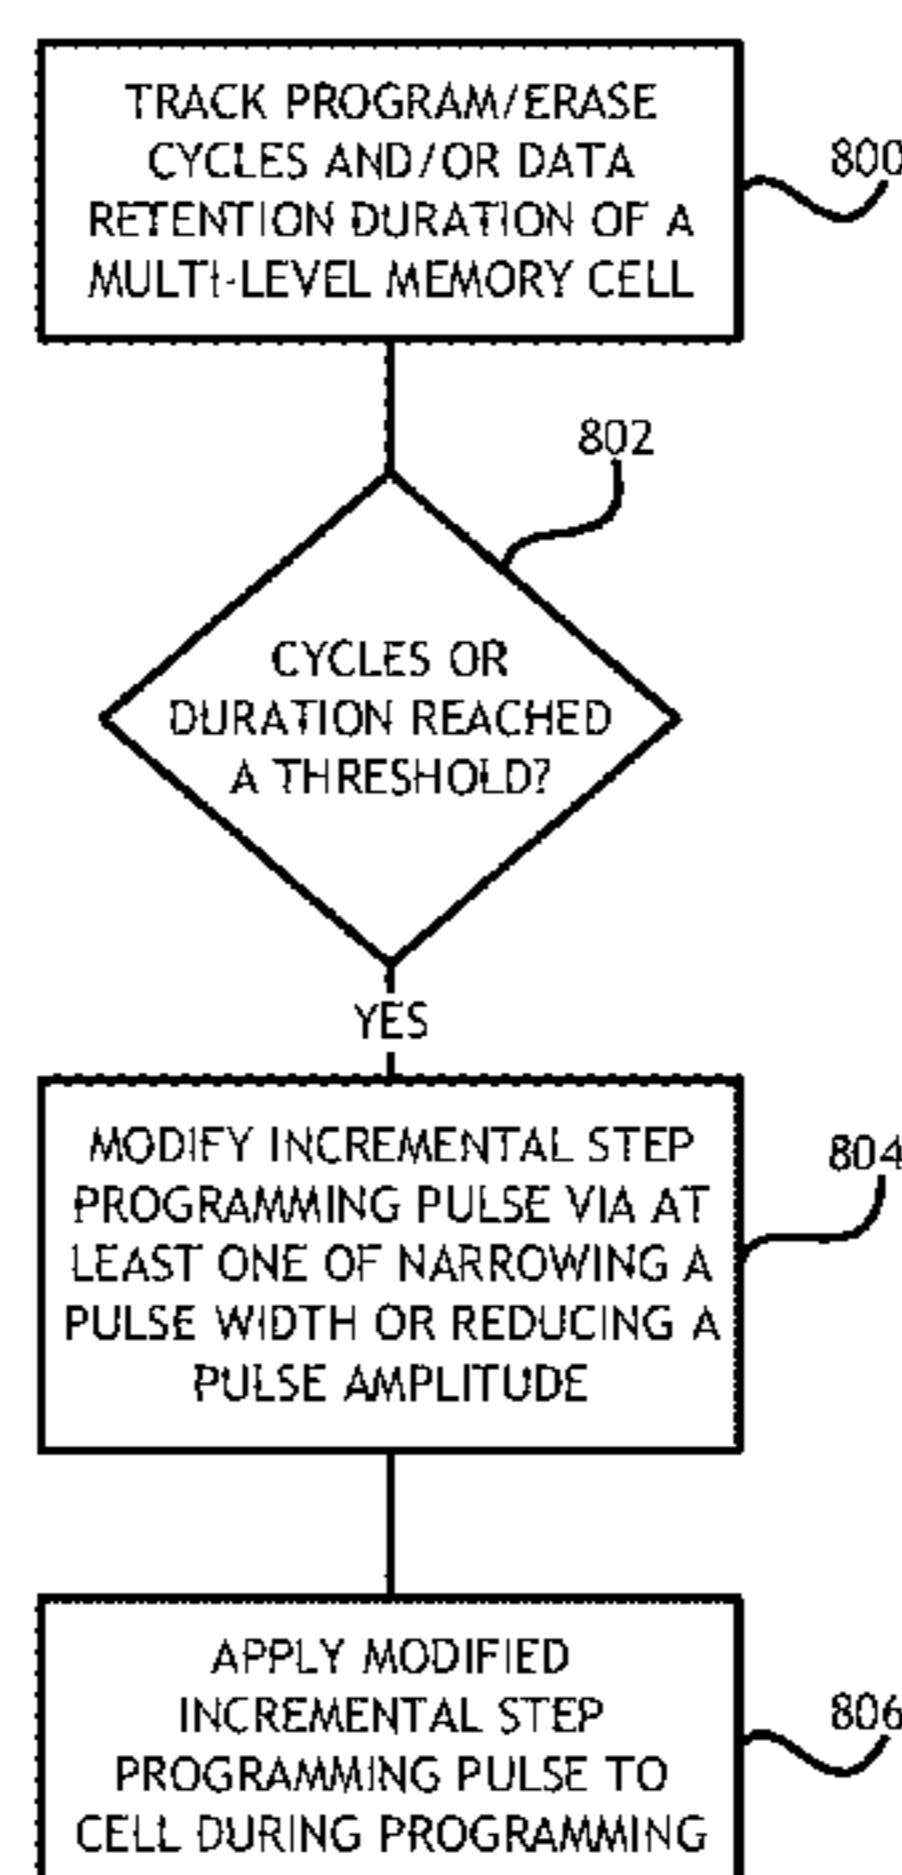 TRACK PROGRAM/ERASE
CYCLES AND/OR DATA
RETENTION DURATION OF A
MULTI-LEVEL MEMORY CELL
800
802
CYCLES OR
DURATION REACHED
A THRESHOLD?
YES
MODIFY INCREMENTAL STEP
PROGRAMMING PULSE VIA AT
LEAST ONE OF NARROWING A
PULSE WIDTH OR REDUCING A
PULSE AMPLITUDE
804
APPLY MODIFIED
INCREMENTAL STEP
PROGRAMMING PULSE TO
CELL DURING PROGRAMMING
806